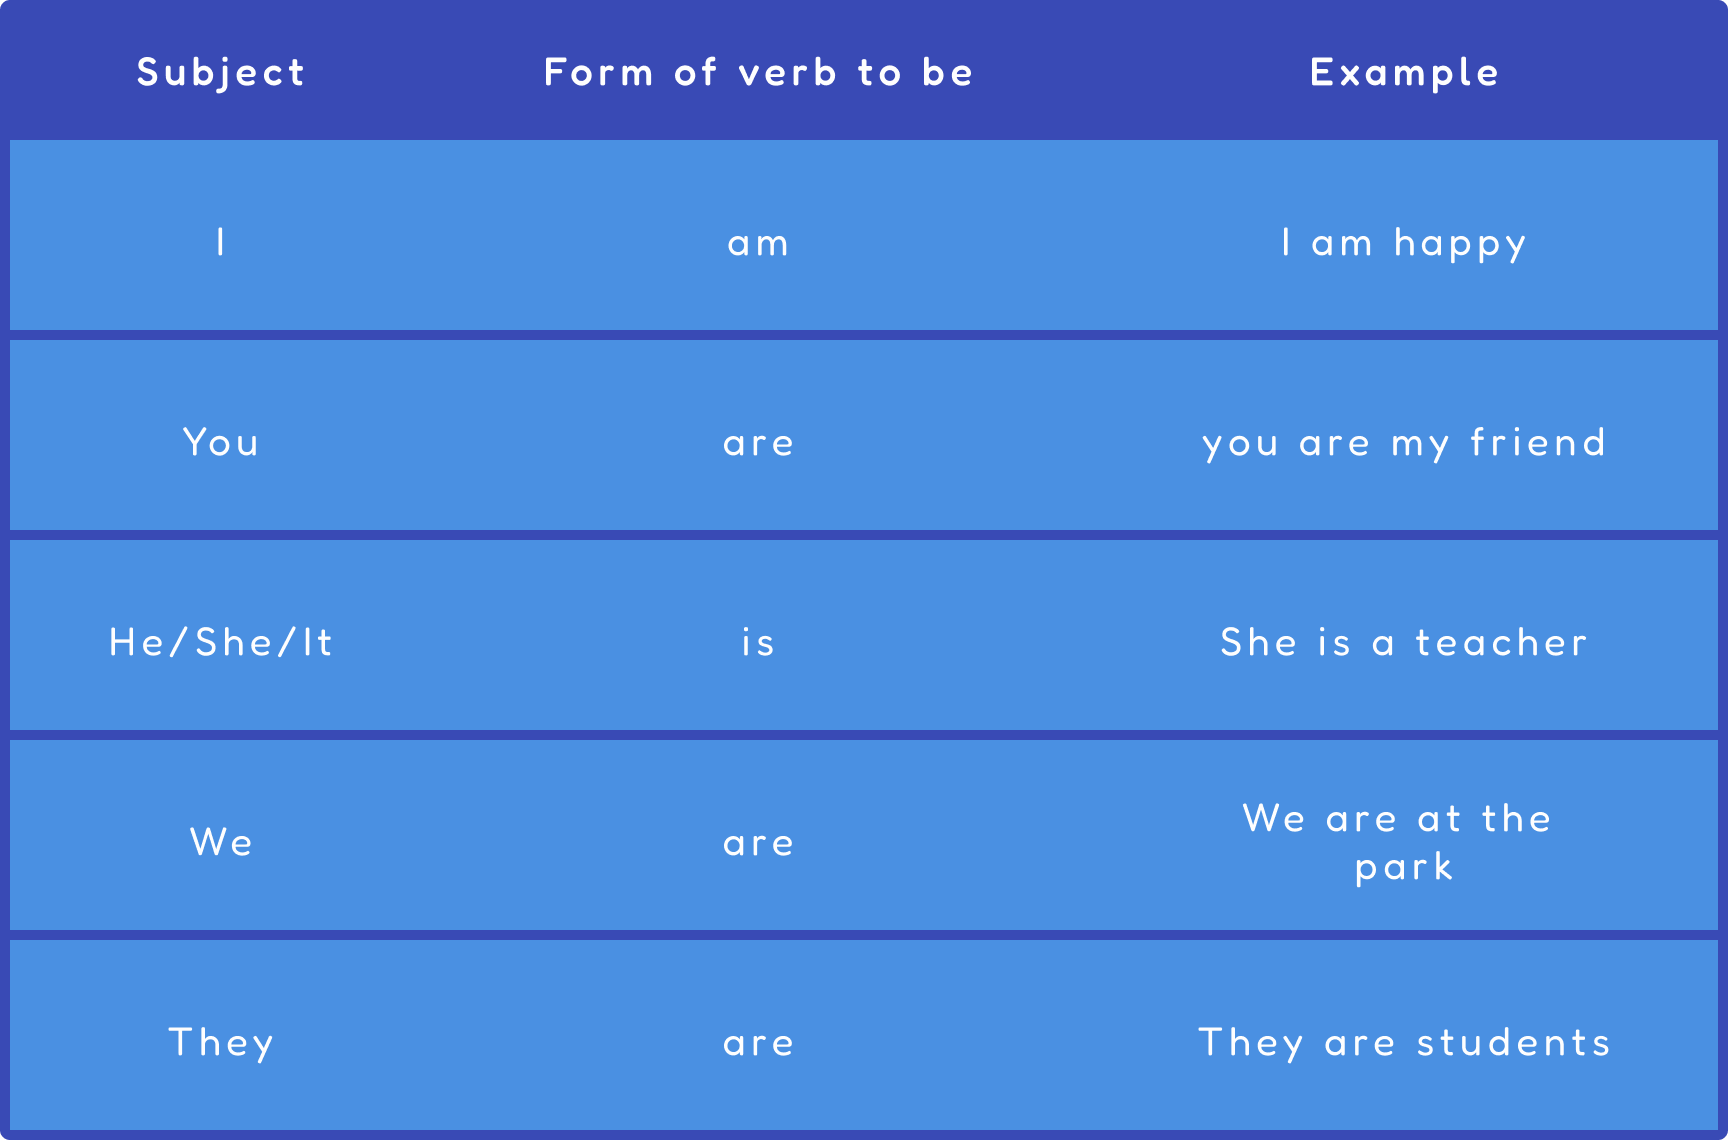 Subject Form of verb to be Example
I am I am happy
You are you are my friend
He/She/It is She is a teacher
We are We are at the
park
They are They are students